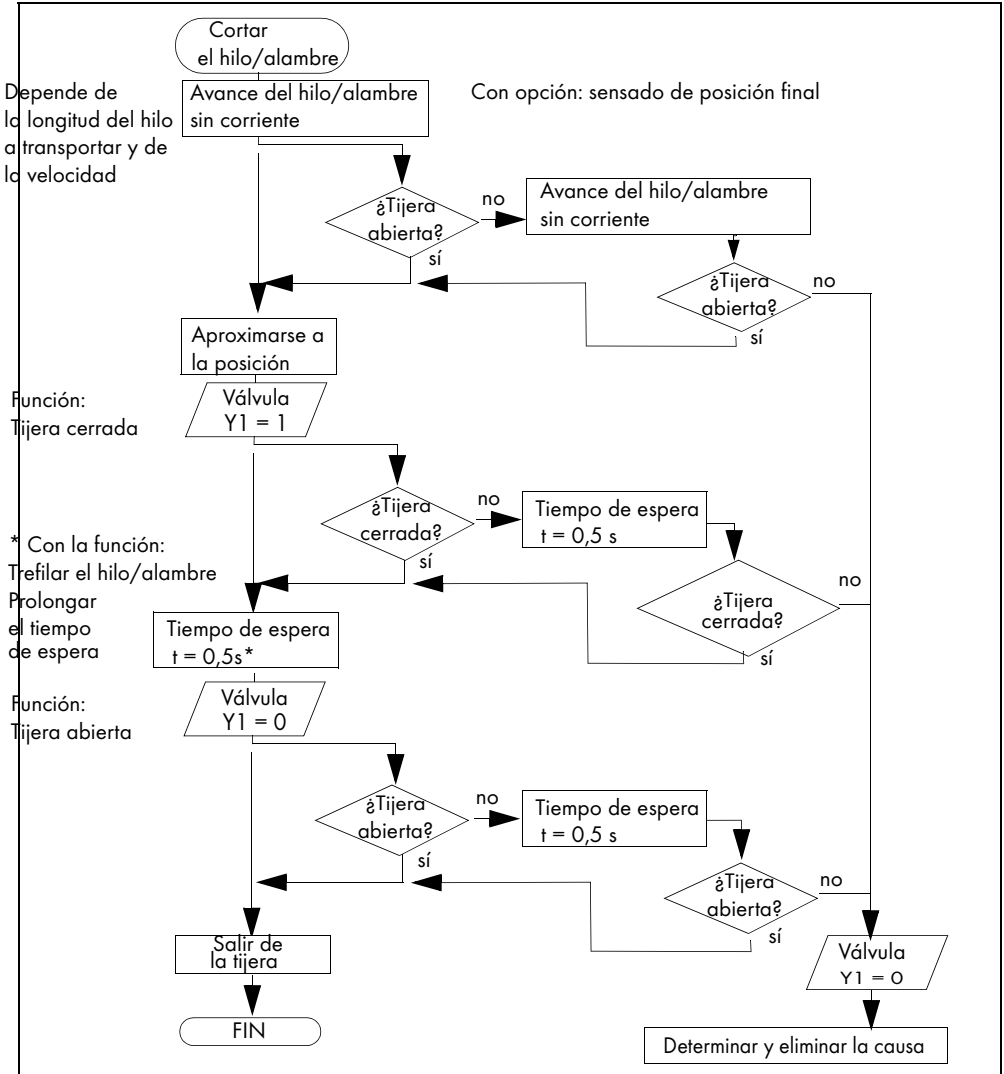 Cortar
el hilo/alambre
Depende de
la longitud del hilo
a transportar y de
la velocidad
Avance del hilo/alambre
sin corriente
Con opción: sensado de posición final
¿Tijera
abierta?
no
sí
Avance del hilo/alambre
sin corriente
¿Tijera
abierta?
no
sí
Aproximarse a
la posición
Función:
Tijera cerrada
Válvula
Y1 = 1
¿Tijera
cerrada?
no
sí
Tiempo de espera
t = 0,5 s
¿Tijera
cerrada?
no
sí
* Con la función:
Trefilar el hilo/alambre
Prolongar
el tiempo
de espera
Tiempo de espera
t = 0,5s*
Función:
Tijera abierta
Válvula
Y1 = 0
¿Tijera
abierta?
no
sí
Tiempo de espera
t = 0,5 s
¿Tijera
abierta?
no
sí
Salir de
la tijera
FIN
Válvula
Y1 = 0
Determinar y eliminar la causa